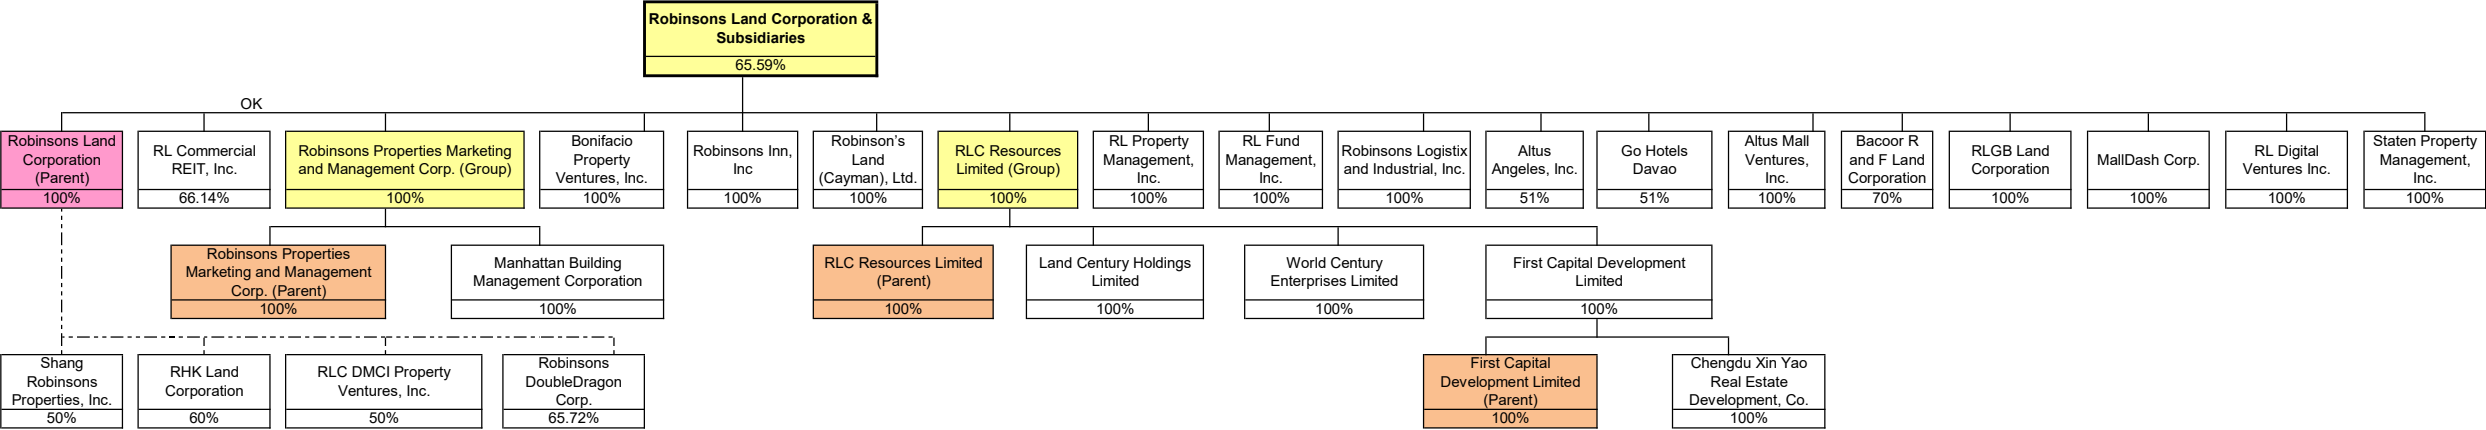 Robinsons Land Corporation &
Subsidiaries
65.59%
OK
Robinsons Land
Corporation
(Parent)
100%
RL Commercial
REIT, Inc.
66.14%
Robinsons Properties Marketing
and Management Corp. (Group)
100%
Bonifacio
Property
Ventures, Inc.
100%
Robinsons Inn,
Inc
100%
Robinson’s
Land
(Cayman), Ltd.
100%
RLC Resources
Limited (Group)
100%
RL Property
Management,
Inc.
100%
RL Fund
Management,
Inc.
100%
Robinsons Logistix
and Industrial, Inc.
100%
Altus
Angeles, Inc.
51%
Go Hotels
Davao
51%
Altus Mall
Ventures,
Inc.
100%
Bacoor R
and F Land
Corporation
70%
RLGB Land
Corporation
100%
MallDash Corp.
100%
RL Digital
Ventures Inc.
100%
Staten Property
Management,
Inc.
100%
Robinsons Properties
Marketing and Management
Corp. (Parent)
100%
Manhattan Building
Management Corporation
100%
RLC Resources Limited
(Parent)
100%
Land Century Holdings
Limited
100%
World Century
Enterprises Limited
100%
First Capital Development
Limited
100%
Shang
Robinsons
Properties, Inc.
50%
RHK Land
Corporation
60%
RLC DMCI Property
Ventures, Inc.
50%
Robinsons
DoubleDragon
Corp.
65.72%
First Capital
Development Limited
(Parent)
100%
Chengdu Xin Yao
Real Estate
Development, Co.
100%